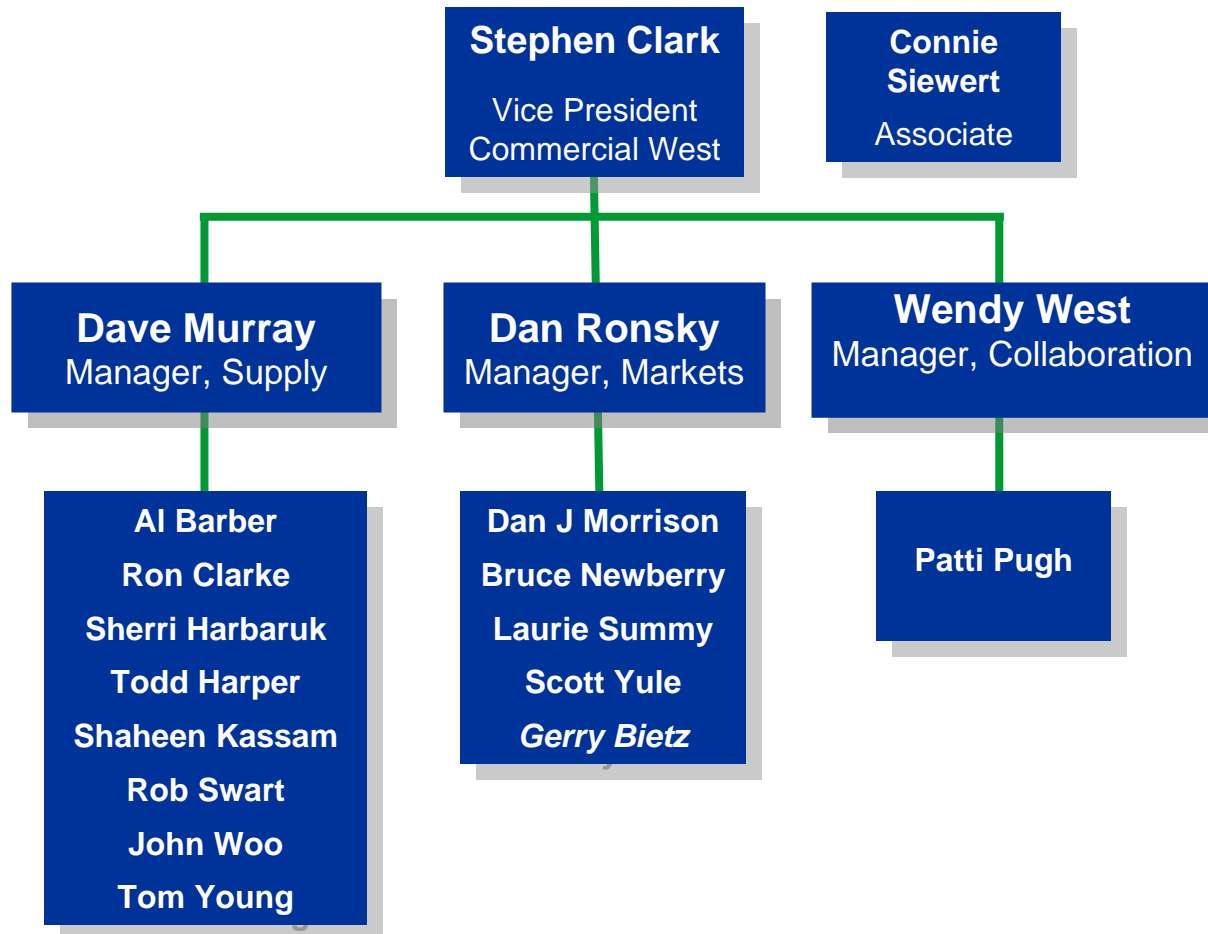 Stephen Clark
Vice President
Commercial West
Connie
Siewert
Associate
Dave Murray
Manager, Supply
Dan Ronsky
Manager, Markets
Wendy West
Manager, Collaboration
Al Barber
Ron Clarke
Sherri Harbaruk
Todd Harper
Shaheen Kassam
Rob Swart
John Woo
Tom Young
Dan J Morrison
Bruce Newberry
Laurie Summy
Scott Yule
Gerry Bietz
Patti Pugh